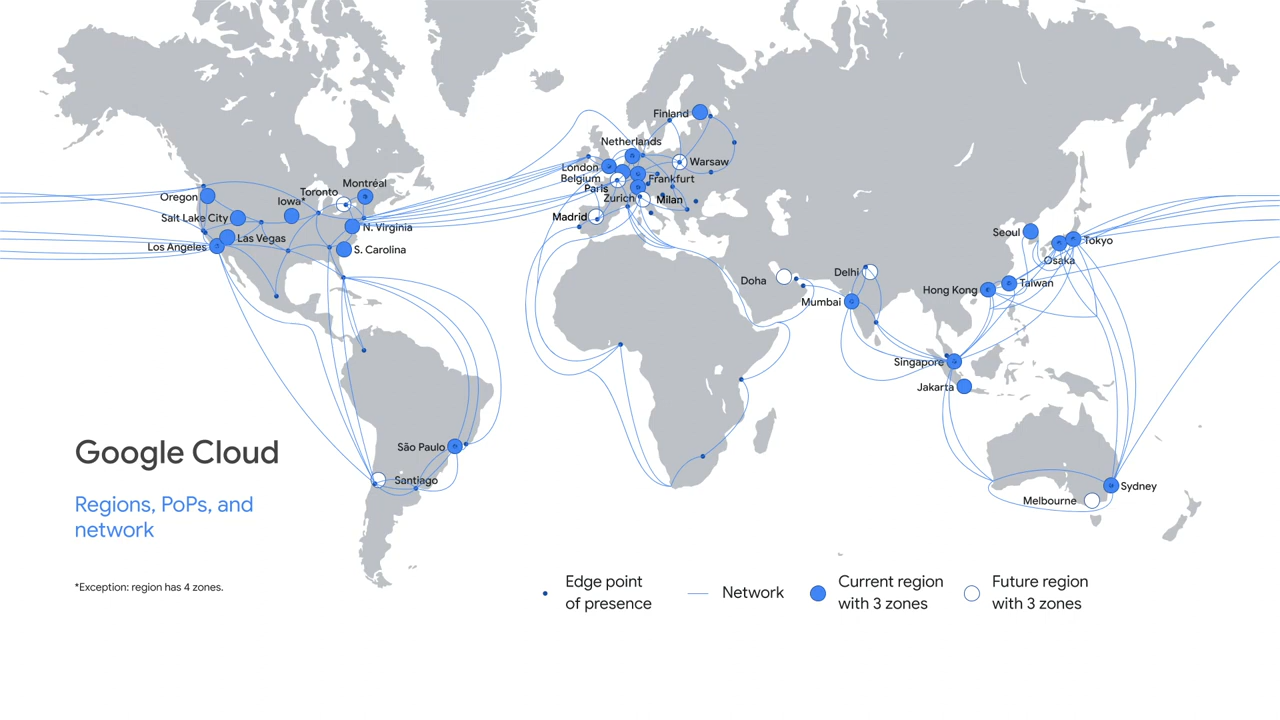 Finland
Netherlands
London
Warsaw
Belgium
Frankfurt
Paris
Zurich
Milan
Madrid
Montréal
Toronto
Oregon
Iowa*
Salt Lake City
N. Virginia
Las Vegas
Los Angeles
S. Carolina
Seoul
Tokyo
Osaka
Doha
Delhi
Taiwan
Hong Kong
Mumbai
Singapore
Jakarta
São Paulo
Santiago
Sydney
Melbourne
Google Cloud
Regions, PoPs, and
network
*Exception: region has 4 zones.
Edge point
of presence
Network
Current region
with 3 zones
Future region
with 3 zones